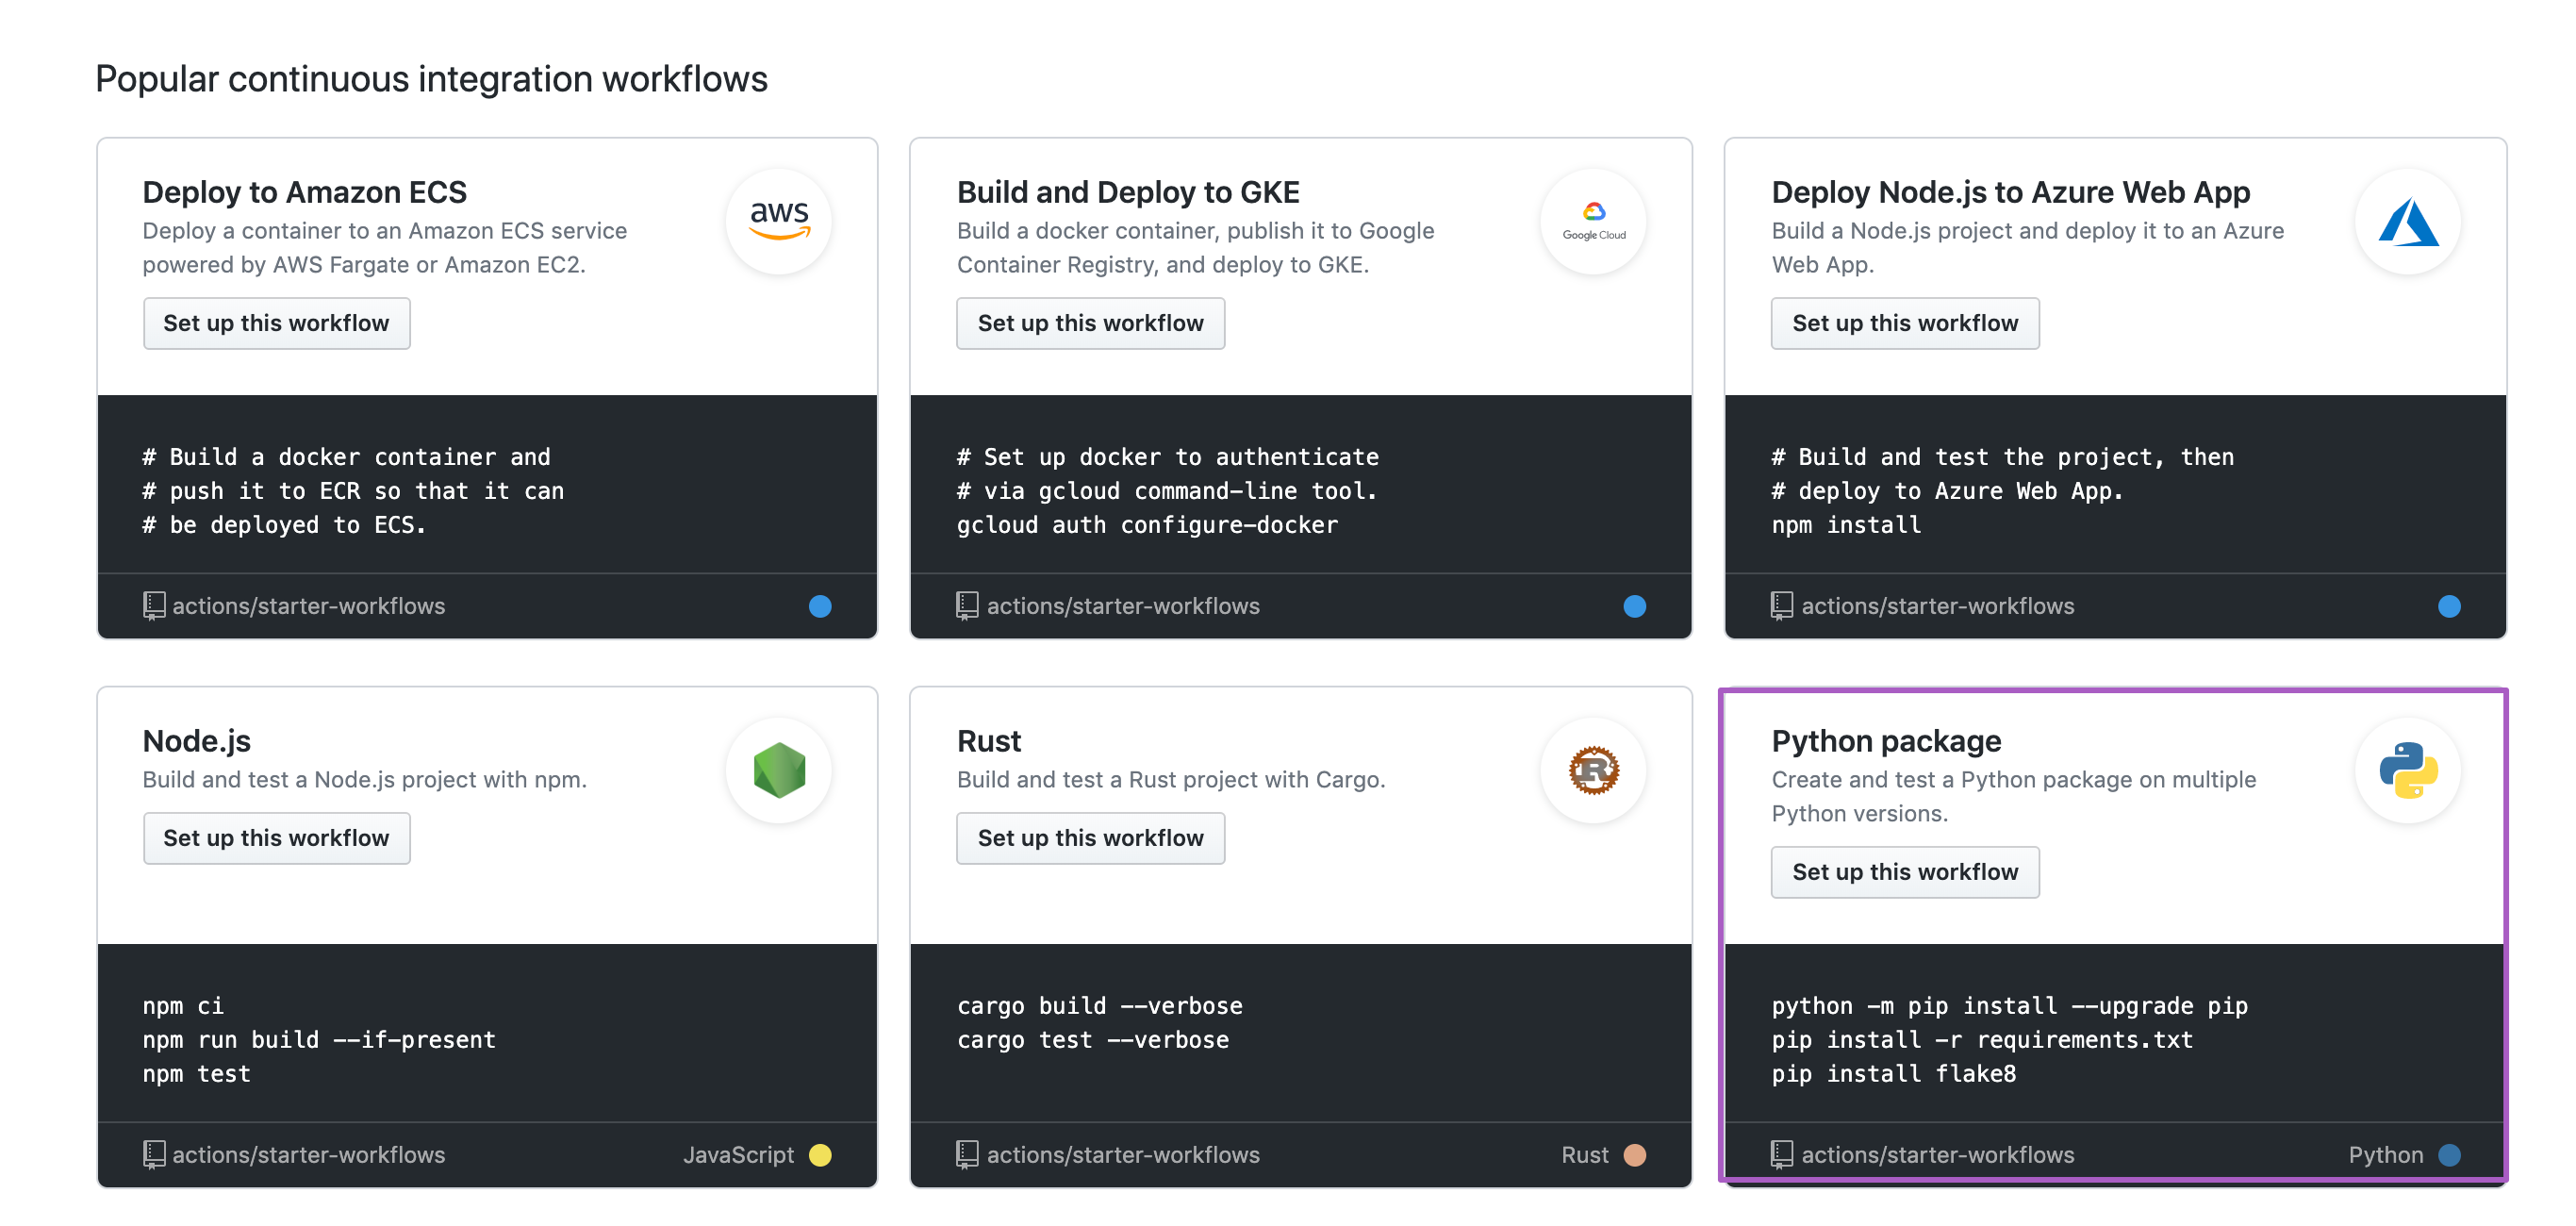 Popular continuous integration workflows
Deploy to Amazon ECS
Deploy a container to an Amazon ECS service
powered by AWS Fargate or Amazon EC2.
aws
Set up this workflow
# Build a docker container and
# push it to ECR so that it can
# be deployed to ECS.
actions/starter-workflows
Build and Deploy to GKE
Build a docker container, publish it to Google
Container Registry, and deploy to GKE.
Google Cloud
Set up this workflow
# Set up docker to authenticate
# via gcloud command-line tool.
gcloud auth configure-docker
actions/starter-workflows
Deploy Node.js to Azure Web App
Build a Node.js project and deploy it to an Azure
Web App.
Set up this workflow
# Build and test the project, then
# deploy to Azure Web App.
npm install
actions/starter-workflows
Node.js
Build and test a Node.js project with npm.
Set up this workflow
npm ci
npm run build --if-present
npm test
actions/starter-workflows JavaScript
Rust
Build and test a Rust project with Cargo.
R
Set up this workflow
cargo build --verbose
cargo test --verbose
actions/starter-workflows Rust
Python package
Create and test a Python package on multiple
Python versions.
Set up this workflow
python -m pip install --upgrade pip
pip install -r requirements.txt
pip install flake8
actions/starter-workflows Python